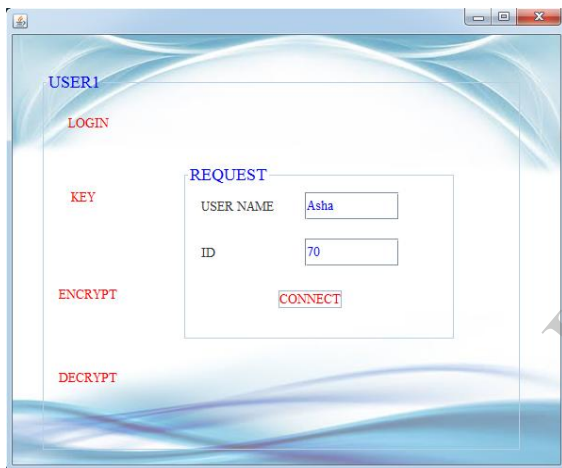 USER1
LOGIN
REQUEST
KEY
USER NAME Asha
ID 70
ENCRYPT
CONNECT
DECRYPT